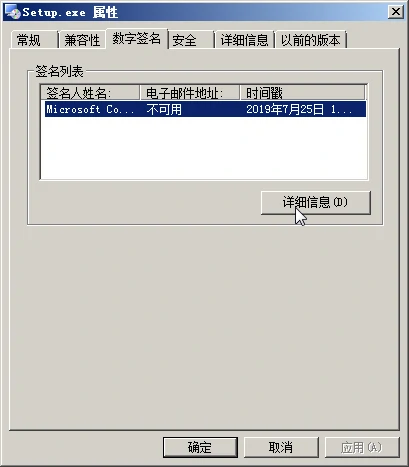 Setup.exe 属性
常规 兼容性 数字签名 安全 详细信息 以前的版本
签名列表
签名人姓名: 电子邮件地址: 时间戳
Microsoft Co... 不可用 2019年7月25日 1...
详细信息(D)
确定 取消 应用(A)